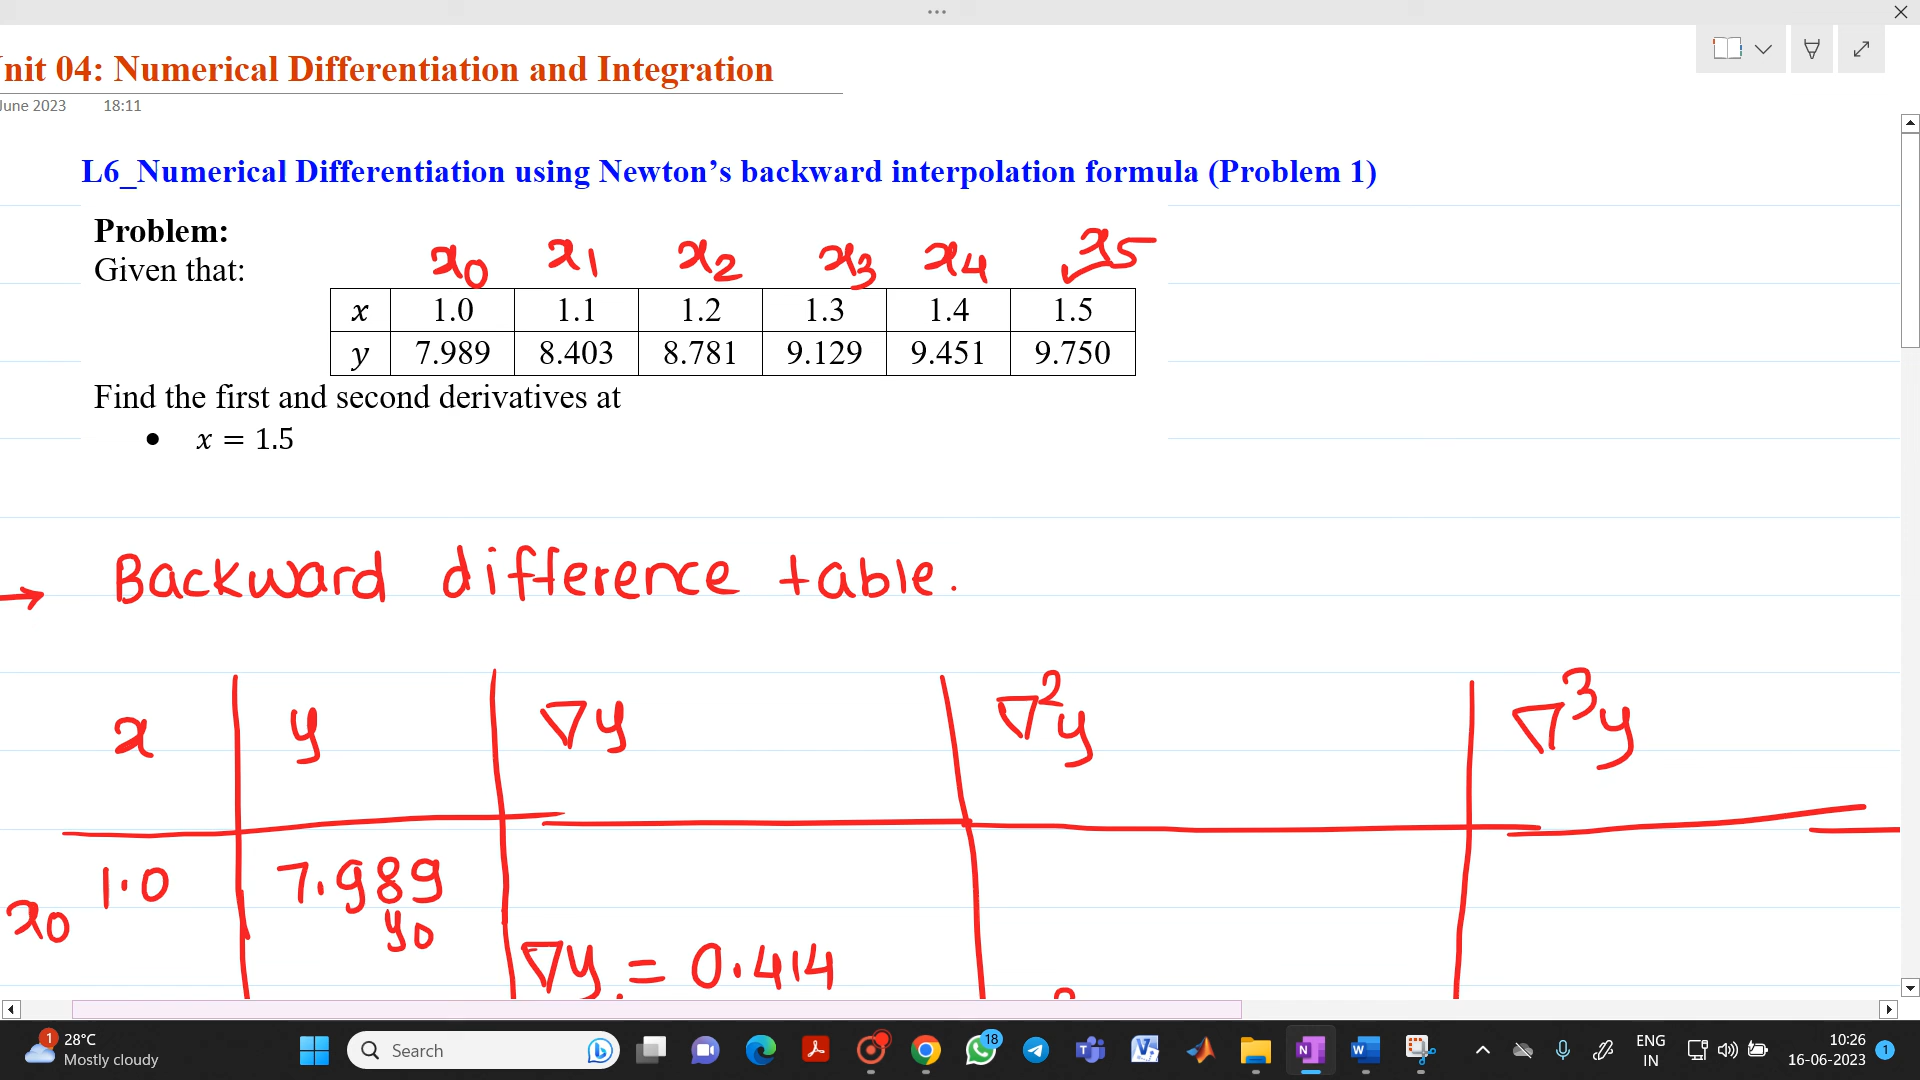 nit 04: Numerical Differentiation and Integration
June 2023 18:11
L6_Numerical Differentiation using Newton’s backward interpolation formula (Problem 1)
Problem:
Given that:
x0 x1 x2 x3 x4 x5
x 1.0 1.1 1.2 1.3 1.4 1.5
y 7.989 8.403 8.781 9.129 9.451 9.750
Find the first and second derivatives at
• x = 1.5
→ Backward difference table.
x y ∇y ∇²y ∇³y
1.0 7.989
x0 y0
∇y = 0.414
1 28°C
Mostly cloudy
Search
18
ENG
IN
10:26
16-06-2023
1